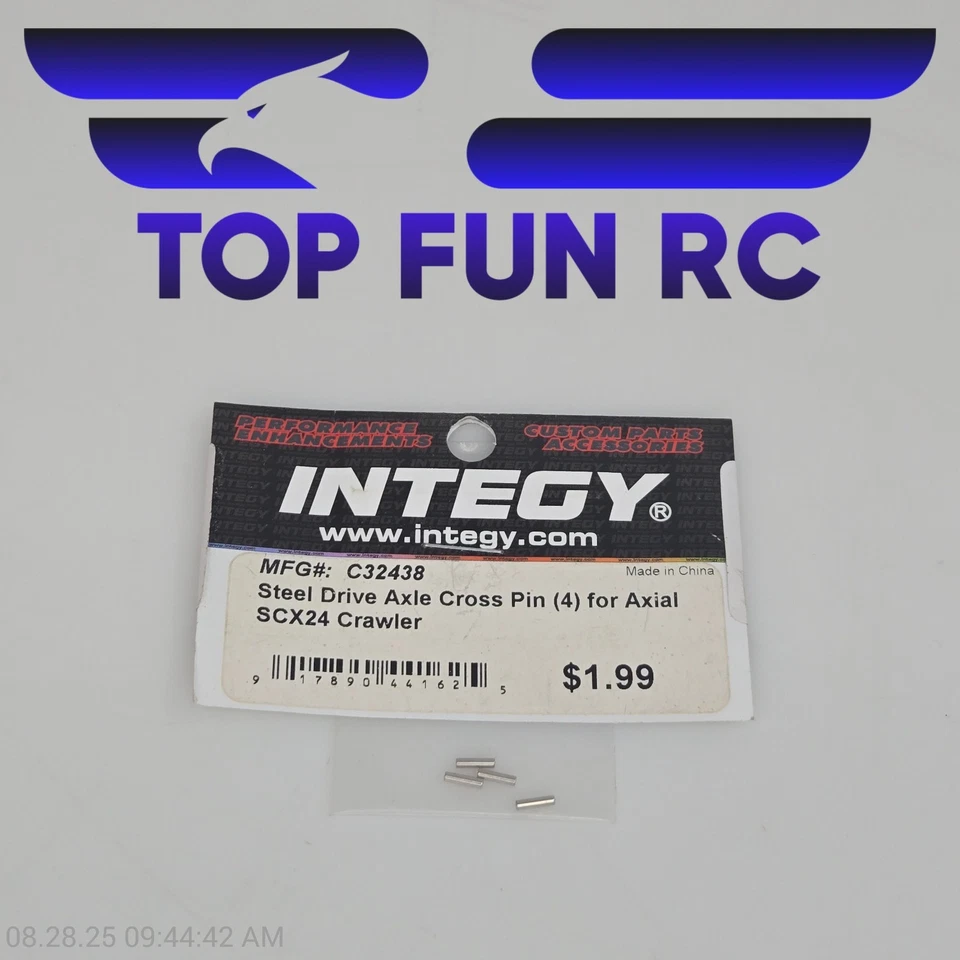 TOP FUN RC
PERFORMANCE
ENHANCEMENTS
CUSTOM PARTS
ACCESSORIES
INTEGY®
www.integy.com
MFG#: C32438
Made in China
Steel Drive Axle Cross Pin (4) for Axial
SCX24 Crawler
9 17890 44162 5
$1.99
08.28.25 09:44:42 AM